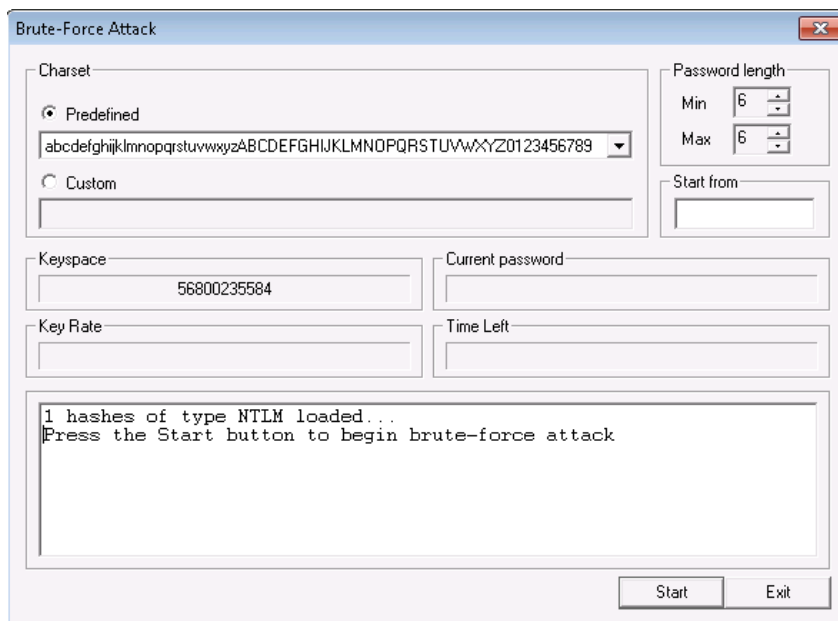 Brute-Force Attack
Charset
Predefined
abcdefghijklmnopqrstuvwxyzABCDEFGHIJKLMNOPQRSTUVWXYZ0123456789
Custom
Password length
Min 6
Max 6
Start from
Keyspace
56800235584
Current password
Key Rate
Time Left
1 hashes of type NTLM loaded...
Press the Start button to begin brute-force attack
Start
Exit